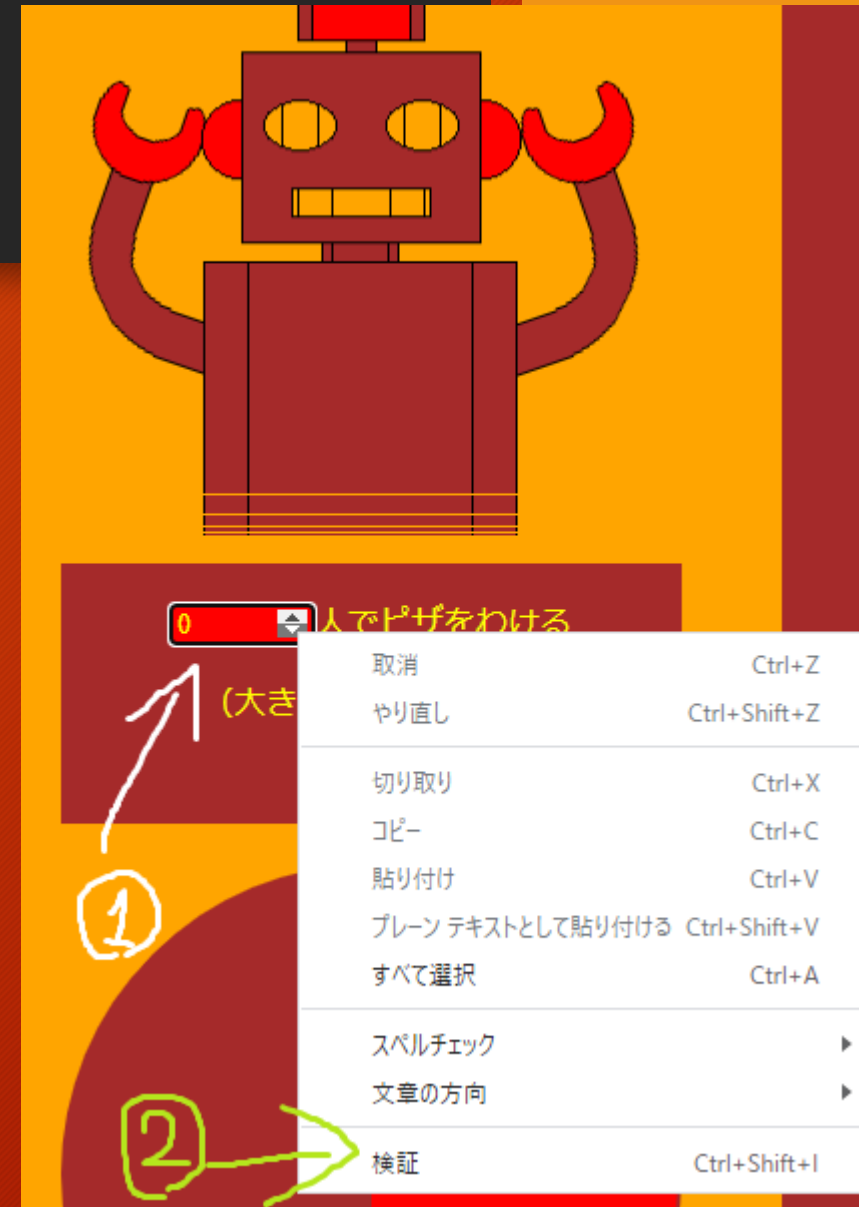 0 人でピザをわける
(大き
取消 Ctrl+Z
やり直し Ctrl+Shift+Z
切り取り Ctrl+X
コピー Ctrl+C
貼り付け Ctrl+V
プレーン テキストとして貼り付ける Ctrl+Shift+V
すべて選択 Ctrl+A
1
スペルチェック
文章の方向
2
検証 Ctrl+Shift+I